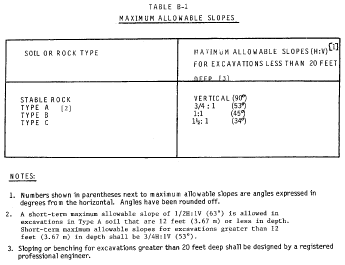 TABLE B-1
MAXIMUM ALLOWABLE SLOPES
SOIL OR ROCK TYPE
MAXIMUM ALLOWABLE SLOPES(H:V)[1]
FOR EXCAVATIONS LESS THAN 20 FEET
DEEP [3]
STABLE ROCK
TYPE A [2]
TYPE B
TYPE C
VERTICAL (90°)
3/4 : 1 (53°)
1:1 (45°)
1½: 1 (34°)
NOTES:
1. Numbers shown in parentheses next to maximum allowable slopes are angles expressed in
degrees from the horizontal. Angles have been rounded off.
2. A short-term maximum allowable slope of 1/2H:1V (63°) is allowed in
excavations in Type A soil that are 12 feet (3.67 m) or less in depth.
Short-term maximum allowable slopes for excavations greater than 12
feet (3.67 m) in depth shall be 3/4H:1V (53°).
3. Sloping or benching for excavations greater than 20 feet deep shall be designed by a registered
professional engineer.